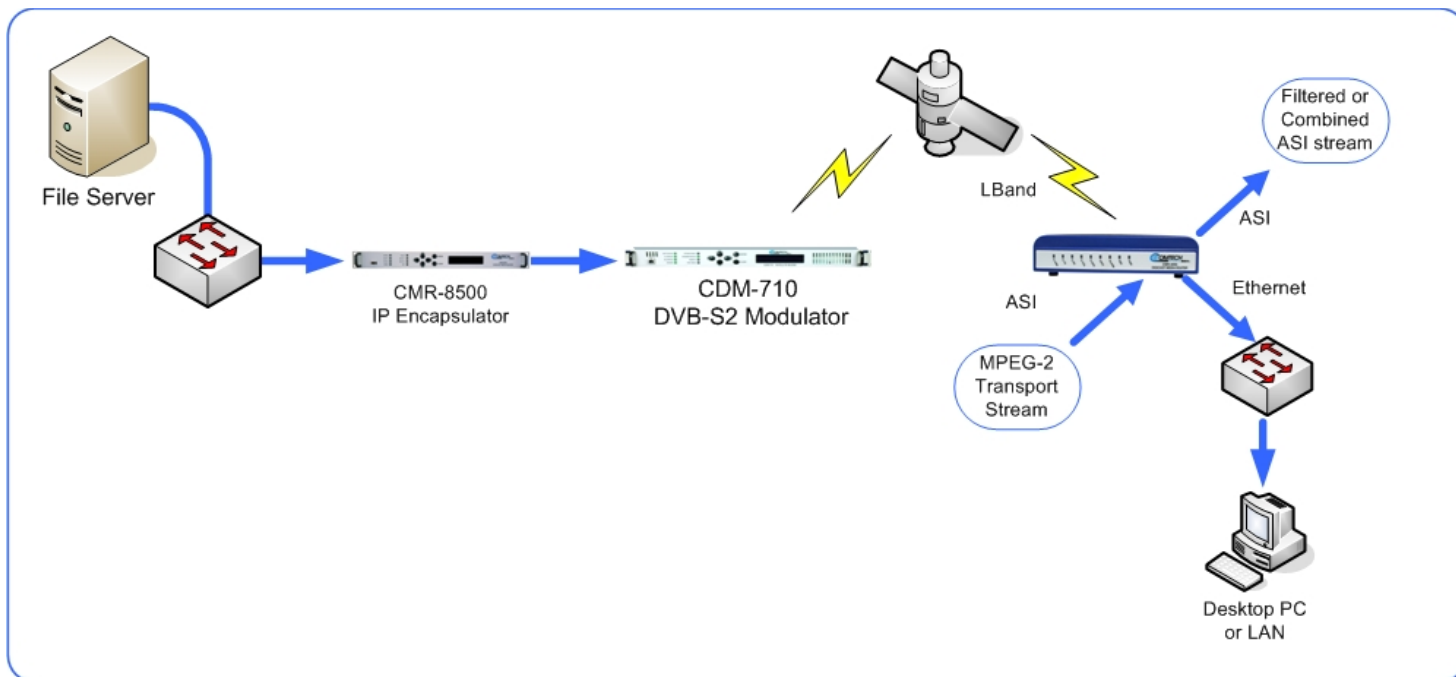 File Server
CMR-8500
IP Encapsulator
CDM-710
DVB-S2 Modulator
LBand
Filtered or
Combined
ASI stream
ASI
COMTECH
Ethernet
ASI
MPEG-2
Transport
Stream
Desktop PC
or LAN